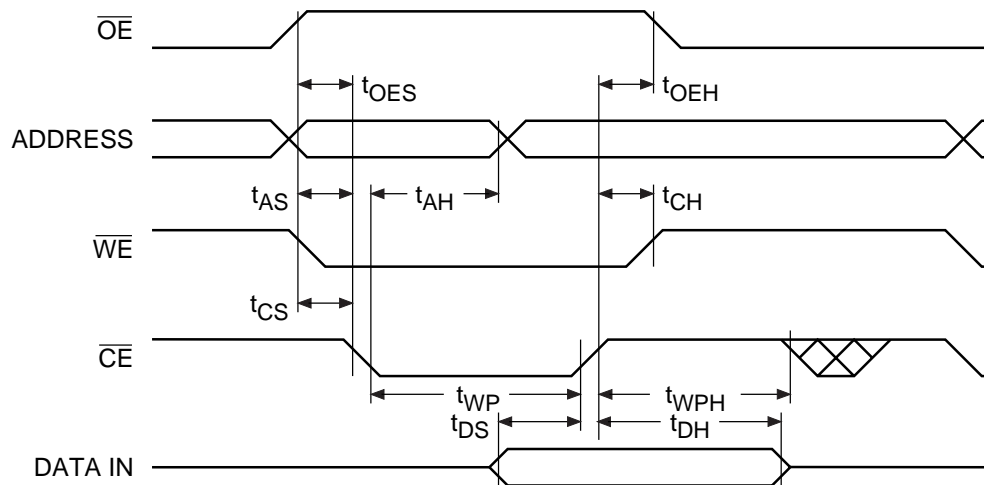 OE
tOES
tOEH
ADDRESS
tAS
tAH
tCH
WE
tCS
CE
tWP
tWPH
tDS
tDH
DATA IN